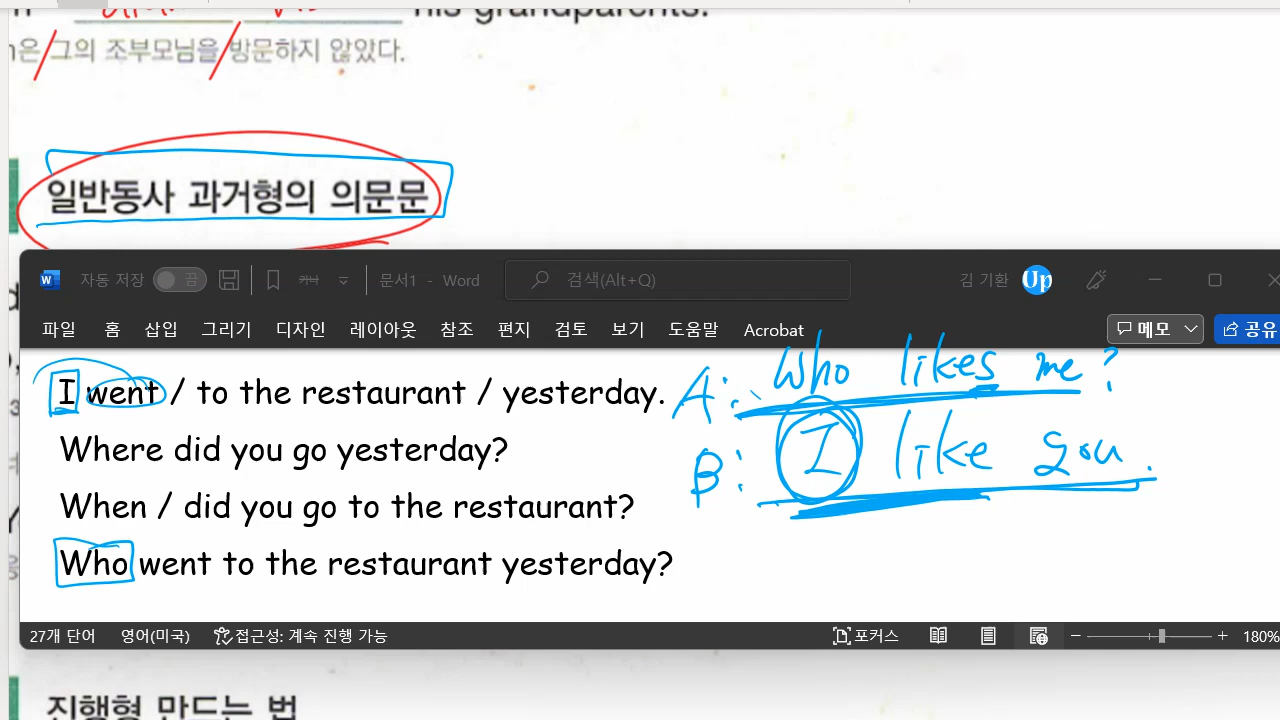 his grandparents.
은 그의 조부모님을 방문하지 않았다.
일반동사 과거형의 의문문
자동 저장 끔 가나 문서1 - Word 검색(Alt+Q) 김 기환 Up
파일 홈 삽입 그리기 디자인 레이아웃 참조 편지 검토 보기 도움말 Acrobat 메모 공유
I went / to the restaurant / yesterday.
Where did you go yesterday?
When / did you go to the restaurant?
Who went to the restaurant yesterday?
A: Who likes me?
B: I like you.
27개 단어 영어(미국) 접근성: 계속 진행 가능 포커스 180%
진행형 만드는 법